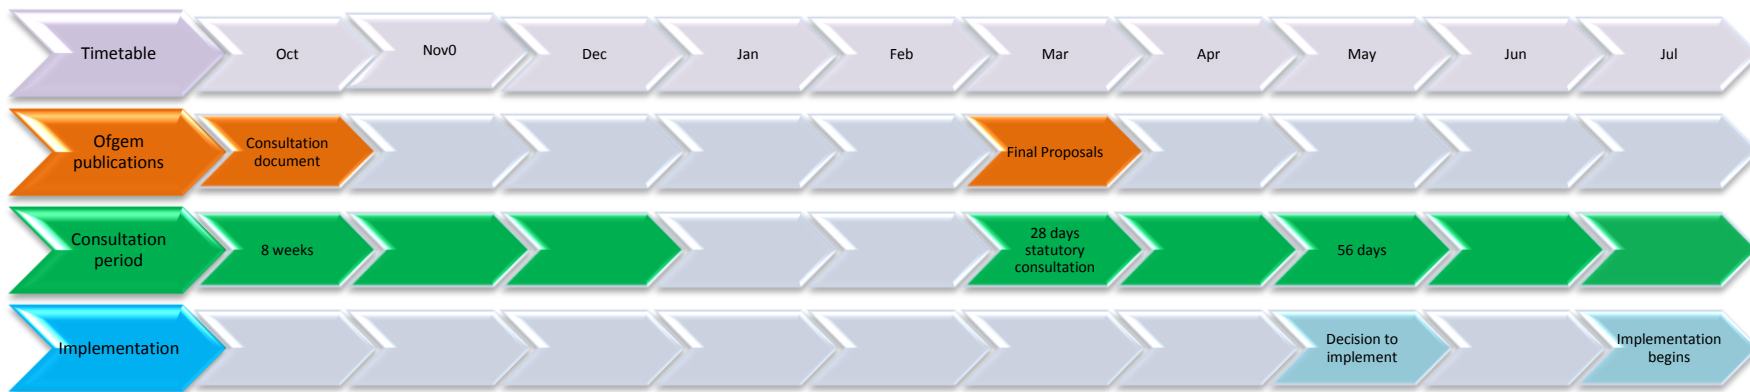 Timetable
Oct
Nov0
Dec
Jan
Feb
Mar
Apr
May
Jun
Jul
Ofgem
publications
Consultation
document
Final Proposals
Consultation
period
8 weeks
28 days
statutory
consultation
56 days
Implementation
Decision to
implement
Implementation
begins